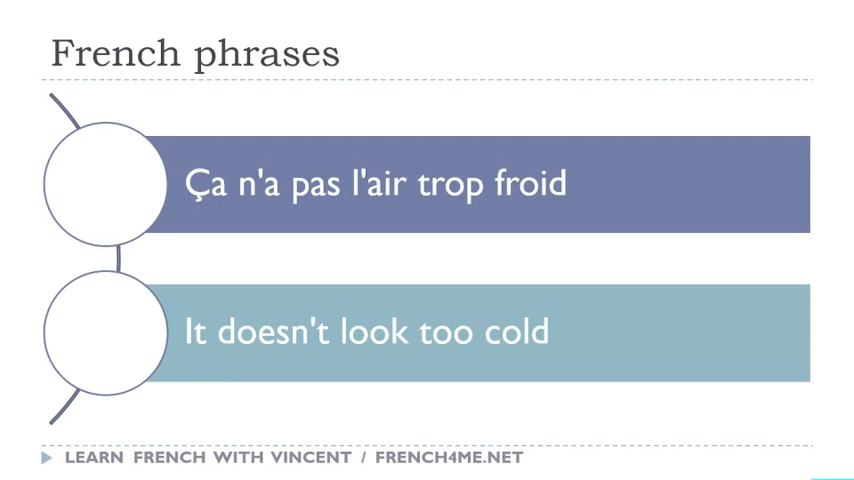 French phrases
Ça n'a pas l'air trop froid
It doesn't look too cold
LEARN FRENCH WITH VINCENT / FRENCH4ME.NET